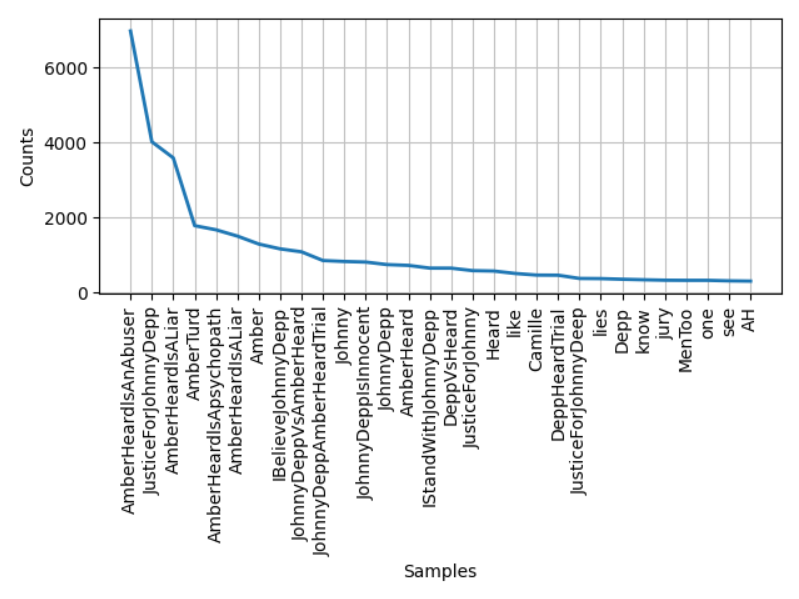 6000
4000
2000
0
Counts
AmberHeardIsAnAbuser
JusticeForJohnnyDepp
AmberHeardIsALiar
AmberTurd
AmberHeardIsApsychopath
AmberHeardIsALiar
Amber
IBelieveJohnnyDepp
JohnnyDeppVsAmberHeard
JohnnyDeppAmberHeardTrial
Johnny
JohnnyDeppIsInnocent
JohnnyDepp
AmberHeard
IStandWithJohnnyDepp
DeppVsHeard
JusticeForJohnny
Heard
like
Camille
DeppHeardTrial
JusticeForJohnnyDeep
lies
Depp
know
jury
MenToo
one
see
AH
Samples